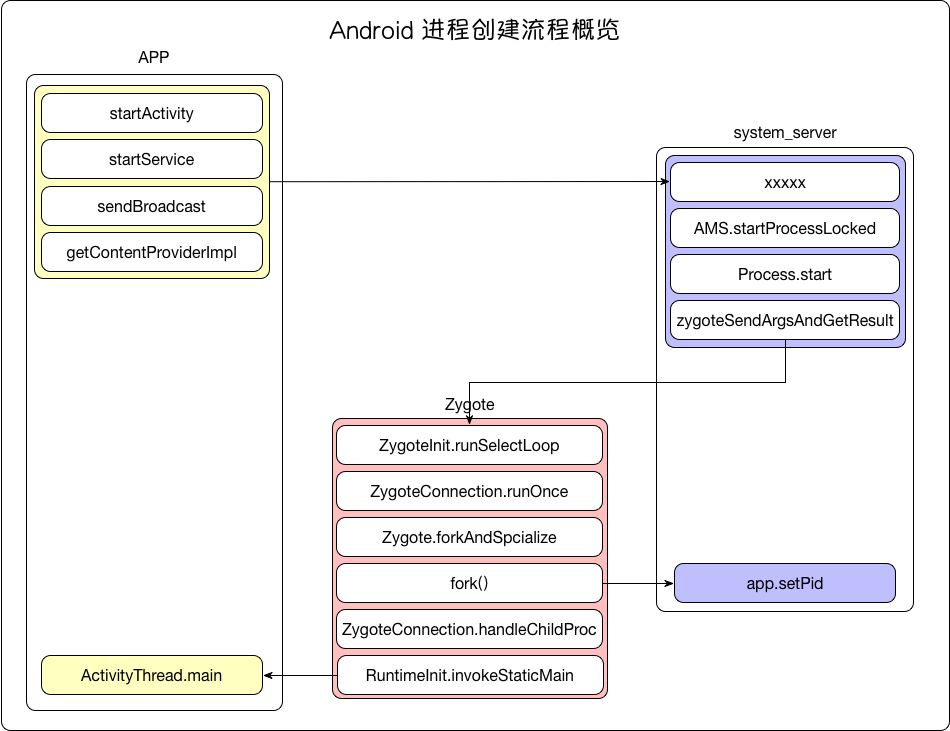 Android 进程创建流程概览
APP
startActivity
startService
sendBroadcast
getContentProviderImpl
system_server
xxxxx
AMS.startProcessLocked
Process.start
zygoteSendArgsAndGetResult
Zygote
ZygoteInit.runSelectLoop
ZygoteConnection.runOnce
Zygote.forkAndSpcialize
fork()
app.setPid
ZygoteConnection.handleChildProc
RuntimeInit.invokeStaticMain
ActivityThread.main